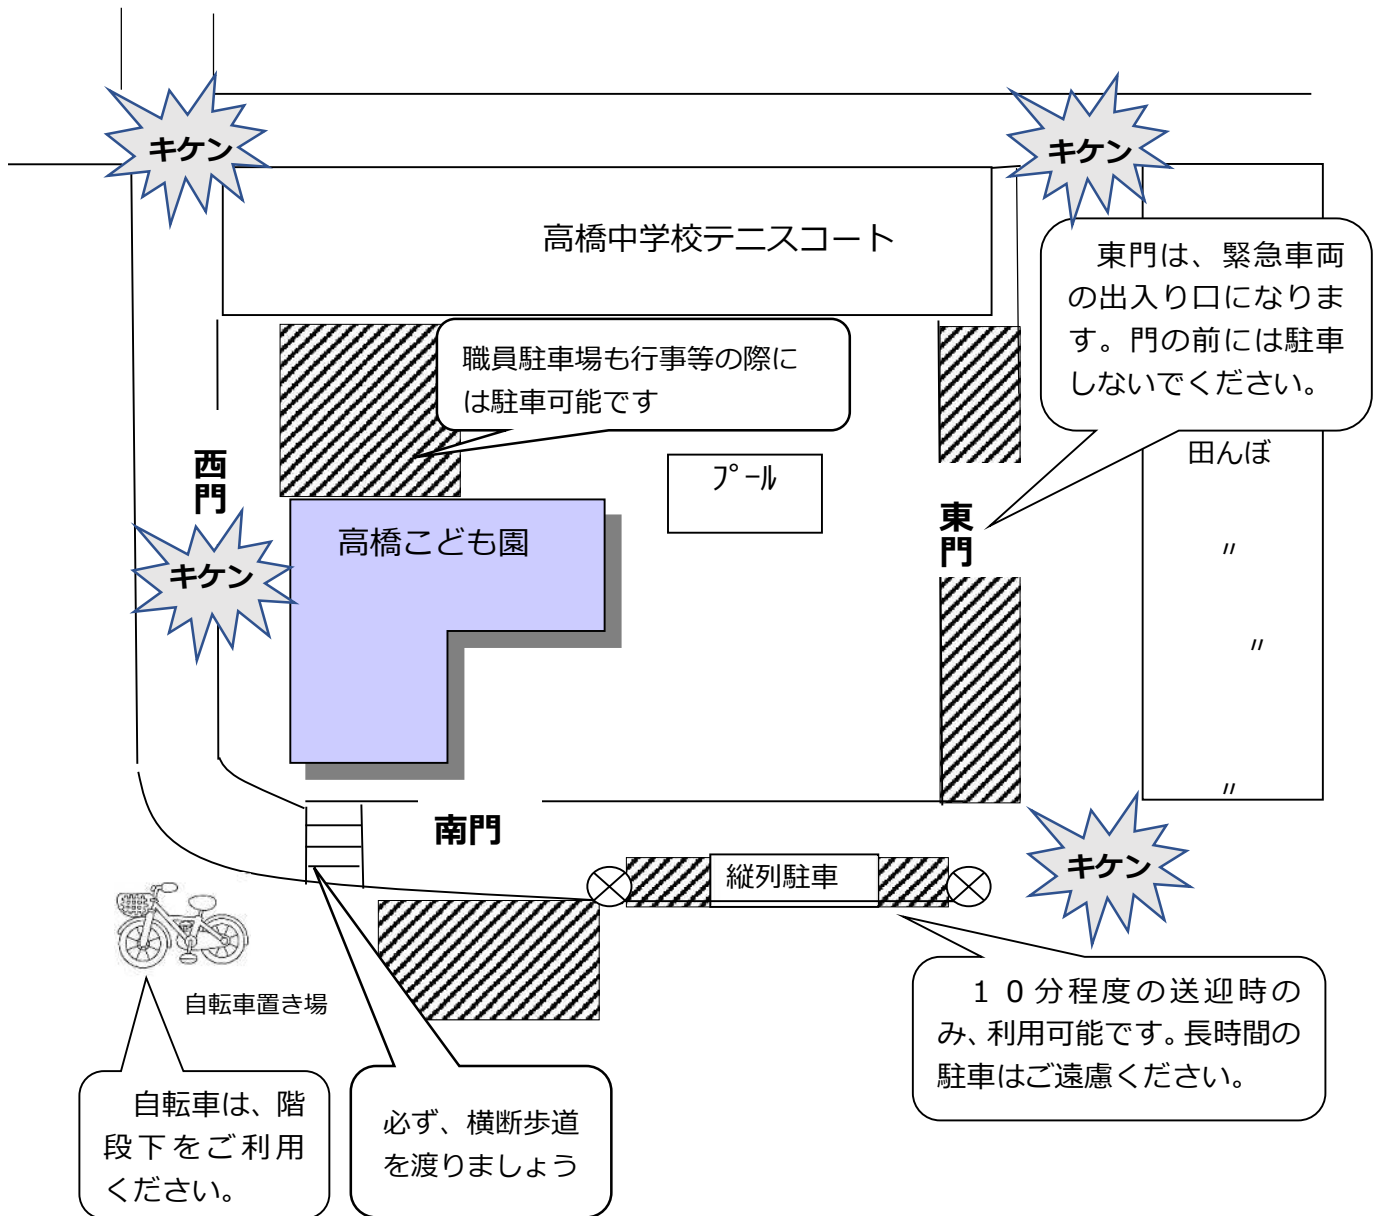 キケン
キケン
高橋中学校テニスコート
東門は、緊急車両
の出入り口になりま
す。門の前には駐車
しないでください。
職員駐車場も行事等の際に
は駐車可能です
田んぼ
西門
プール
高橋こども園
東門
〃
キケン
〃
〃
南門
縦列駐車
キケン
自転車置き場
１０分程度の送迎時の
み、利用可能です。長時間の
駐車はご遠慮ください。
自転車は、階
段下をご利用
ください。
必ず、横断歩道
を渡りましょう